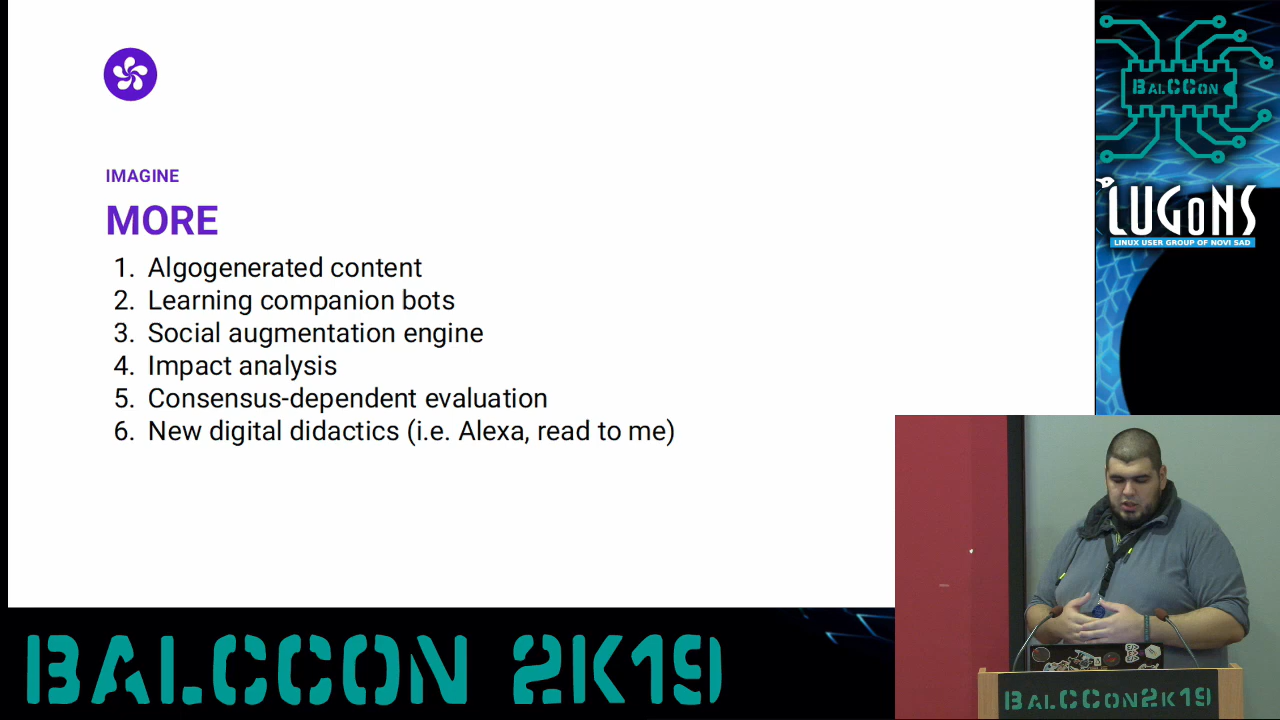 IMAGINE
MORE
1. Algogenerated content
2. Learning companion bots
3. Social augmentation engine
4. Impact analysis
5. Consensus-dependent evaluation
6. New digital didactics (i.e. Alexa, read to me)
BALCCON
LUGONS
LINUX USER GROUP OF NOVI SAD
BALCCON 2K19
BALCCON2K19